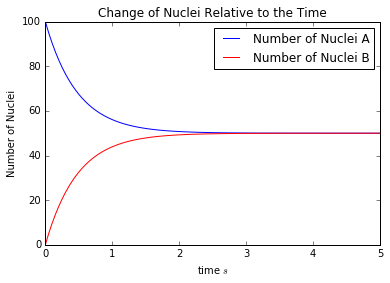 Change of Nuclei Relative to the Time
Number of Nuclei A
Number of Nuclei B
Number of Nuclei
100
80
60
40
20
0
0 1 2 3 4 5
time s